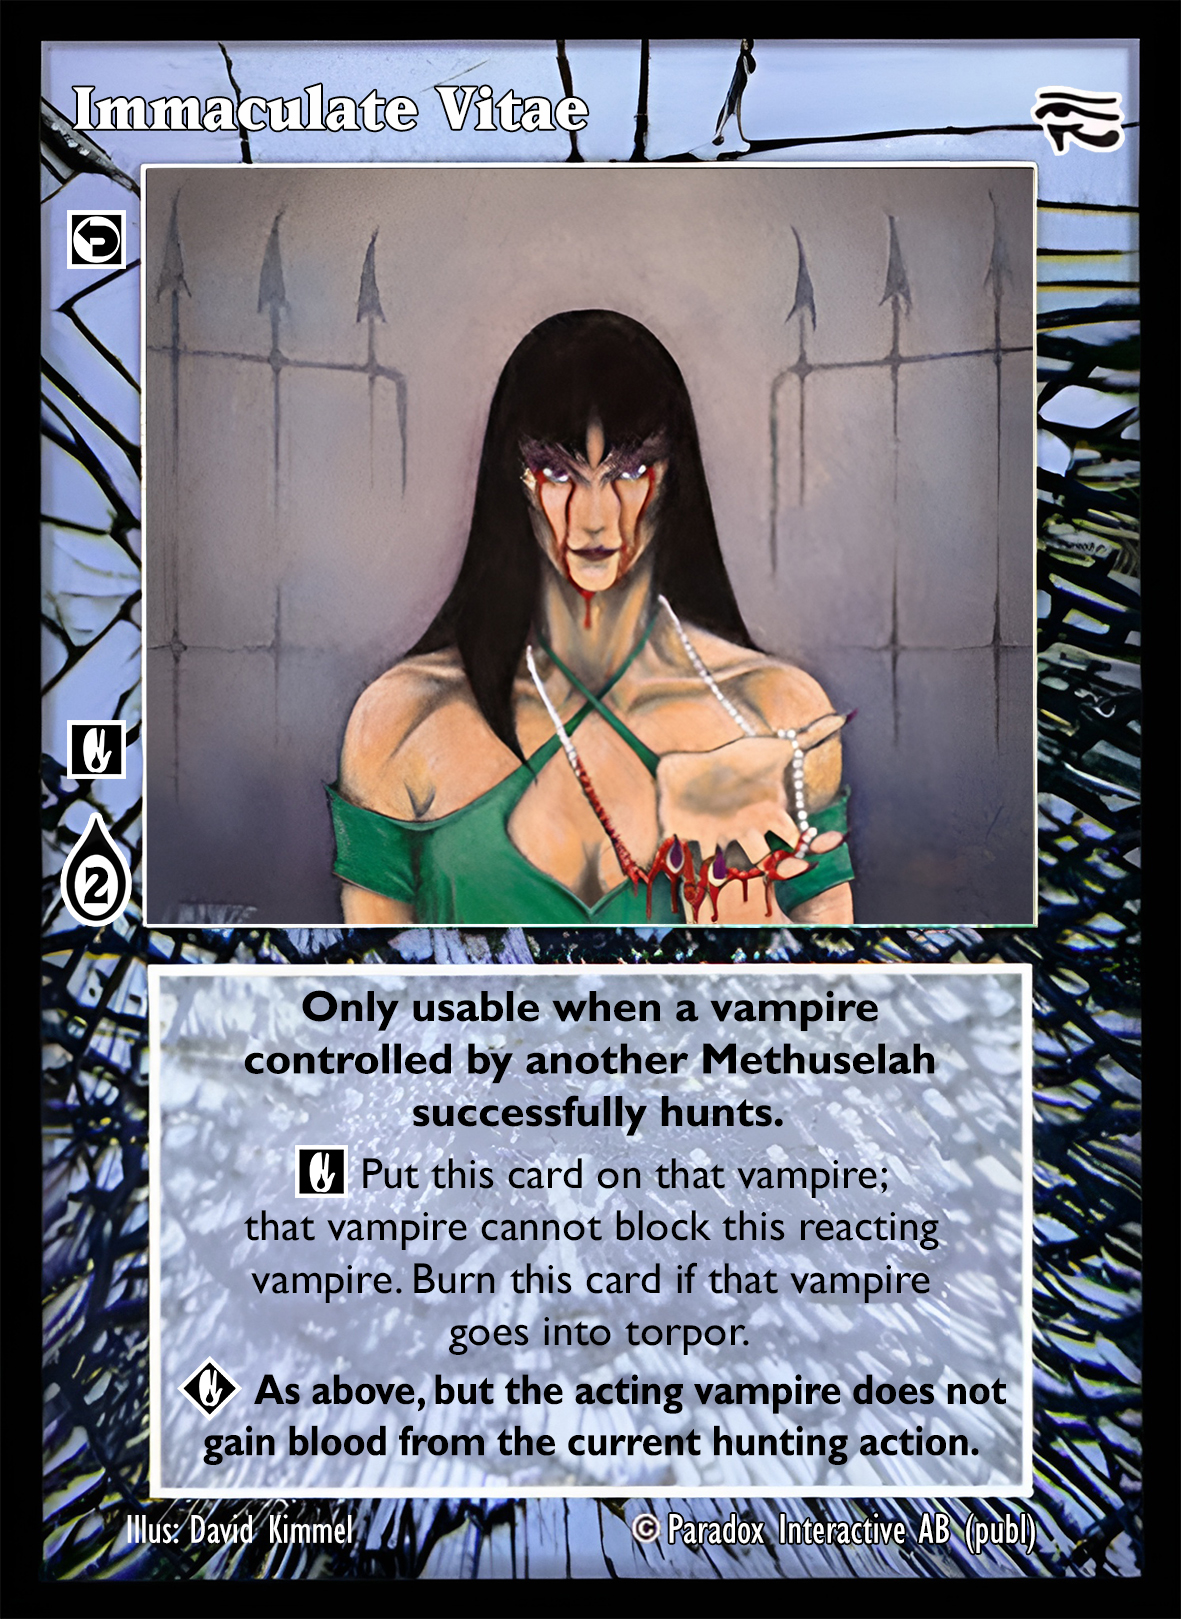 Immaculate Vitae
2
Only usable when a vampire
controlled by another Methuselah
successfully hunts.
Put this card on that vampire;
that vampire cannot block this reacting
vampire. Burn this card if that vampire
goes into torpor.
As above, but the acting vampire does not
gain blood from the current hunting action.
Illus: David Kimmel
© Paradox Interactive AB (publ)